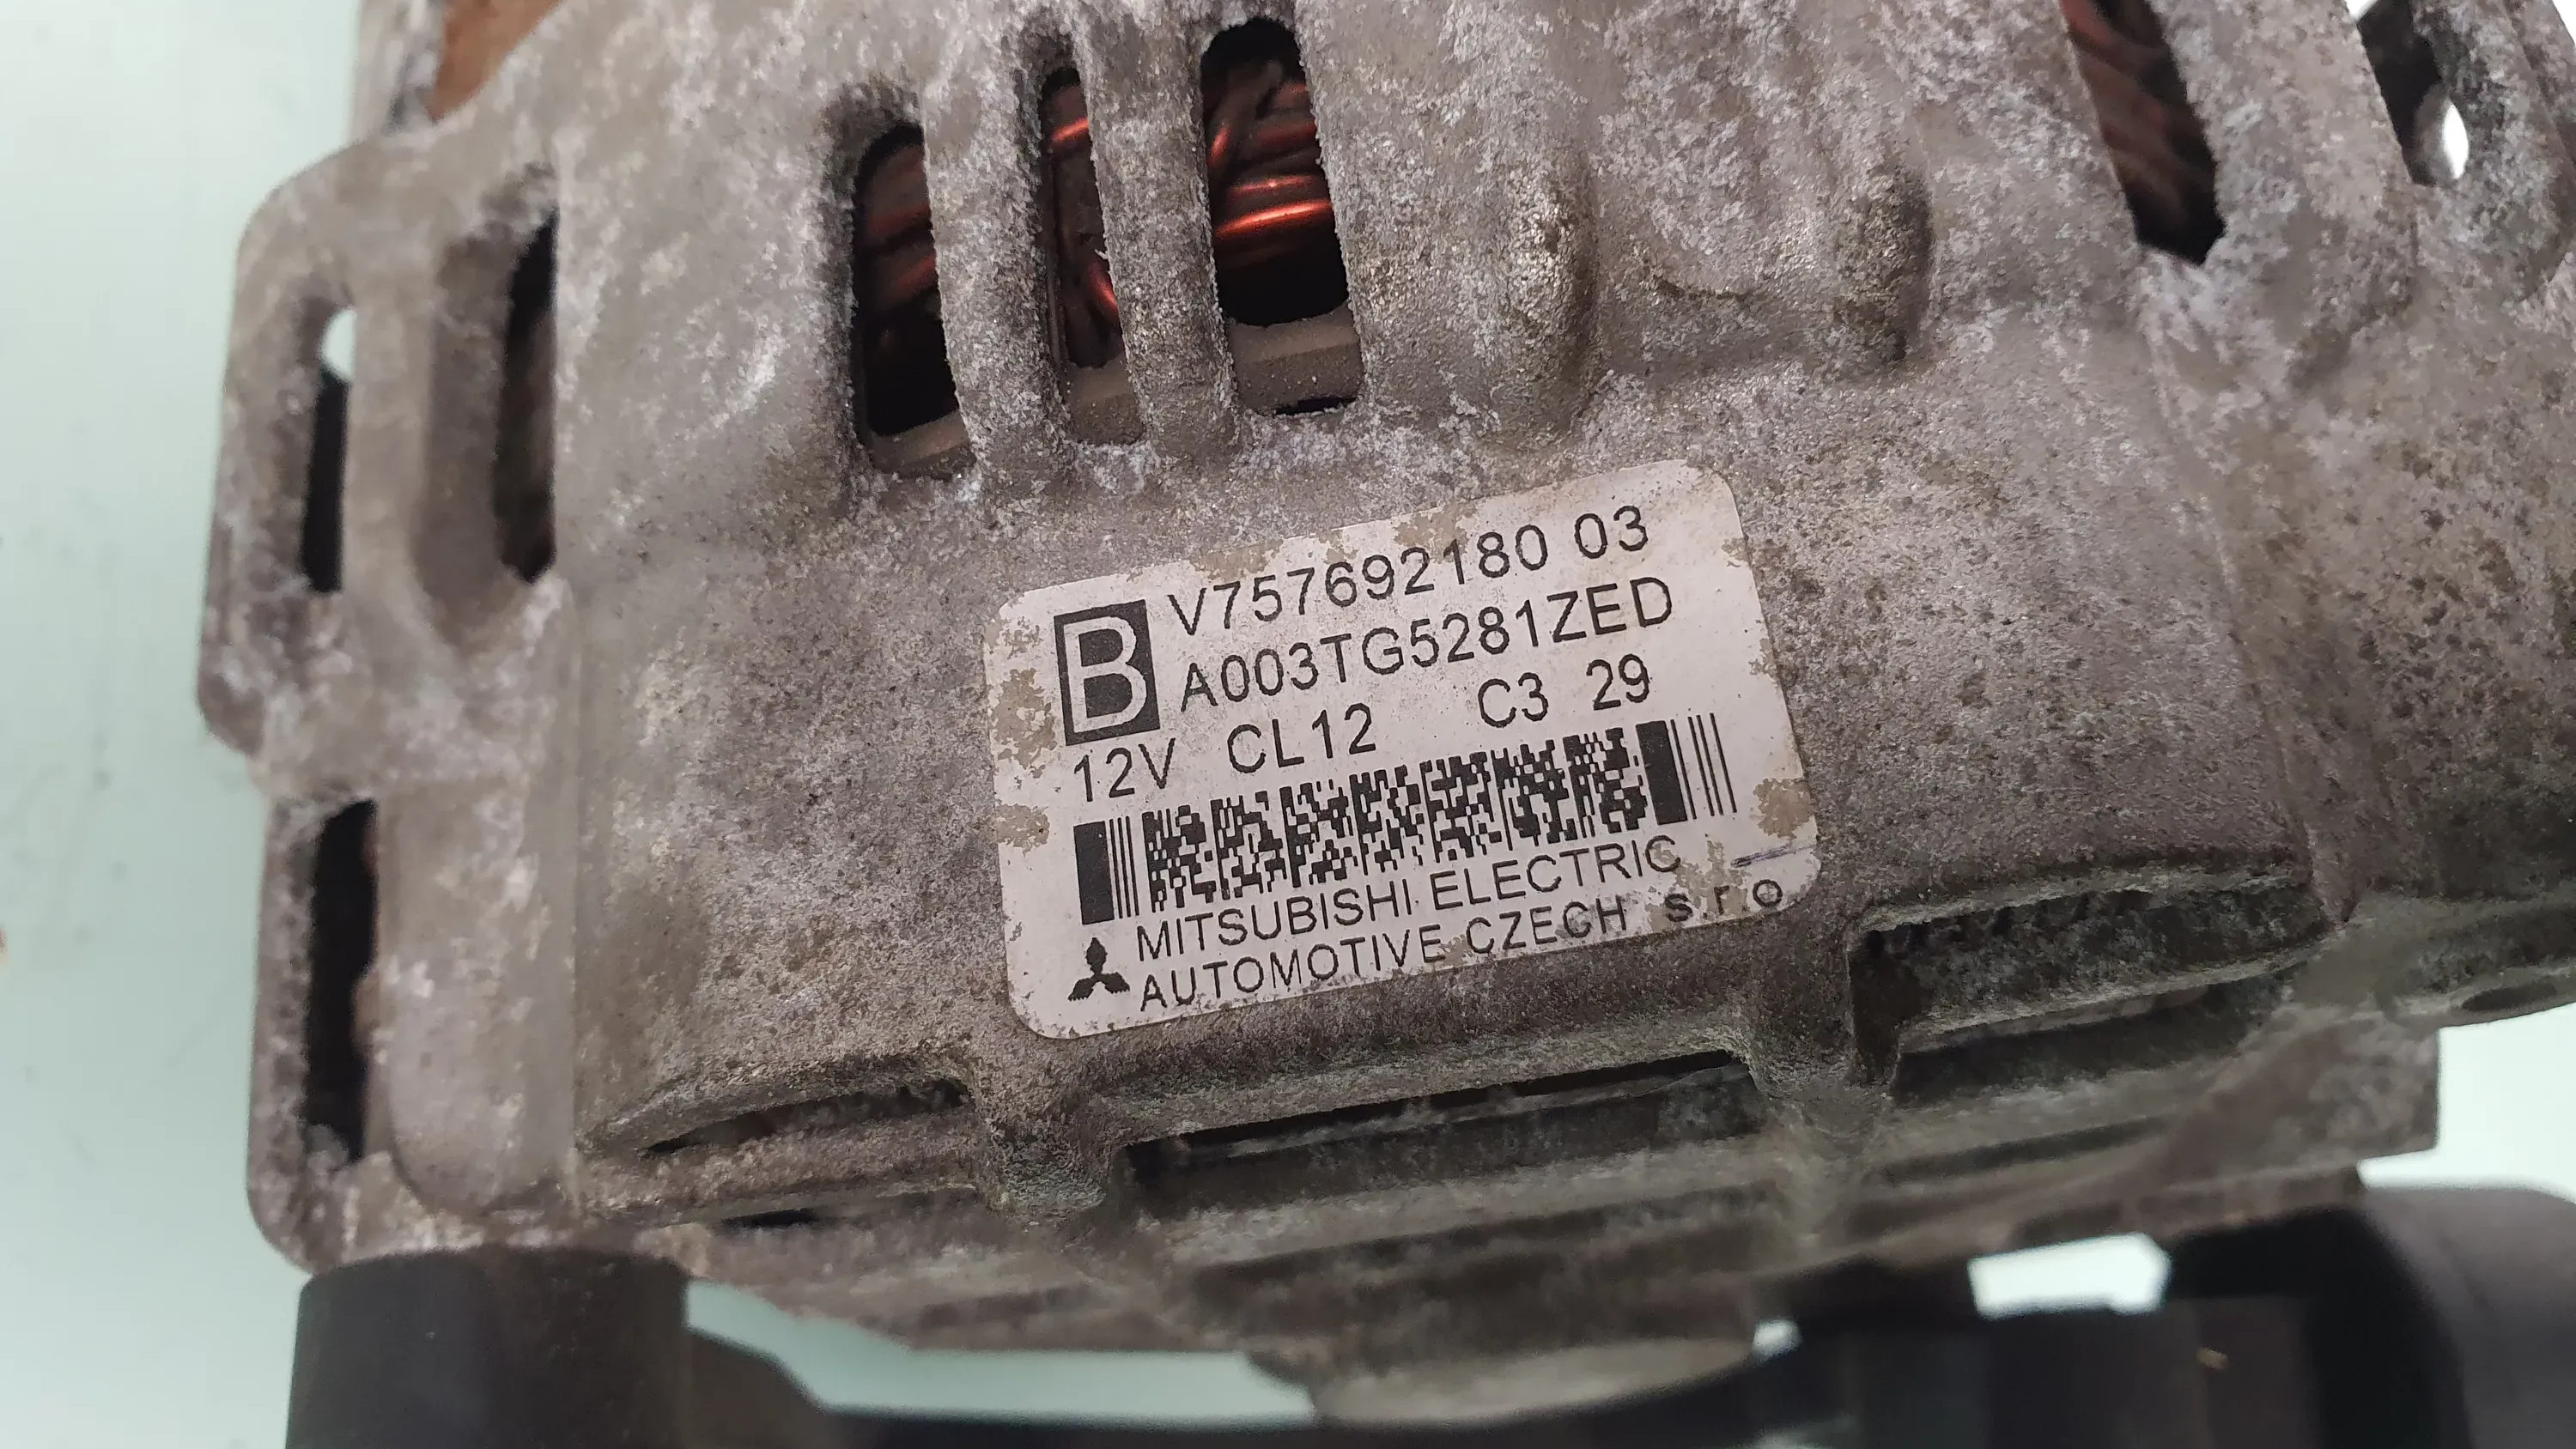 V757692180 03
B A003TG5281ZED
12V CL12 C3 29
MITSUBISHI ELECTRIC
AUTOMOTIVE CZECH s.r.o